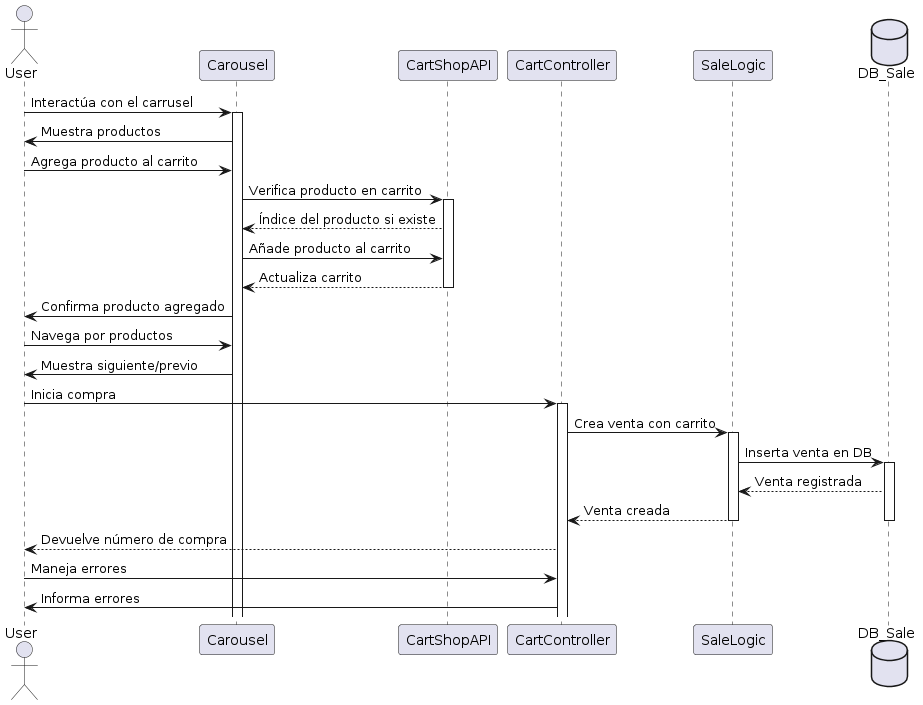 User
Carousel
CartShopAPI
CartController
SaleLogic
DB_Sale
Interactúa con el carrusel
Muestra productos
Agrega producto al carrito
Verifica producto en carrito
Índice del producto si existe
Añade producto al carrito
Actualiza carrito
Confirma producto agregado
Navega por productos
Muestra siguiente/previo
Inicia compra
Crea venta con carrito
Inserta venta en DB
Venta registrada
Venta creada
Devuelve número de compra
Maneja errores
Informa errores
User
Carousel
CartShopAPI
CartController
SaleLogic
DB_Sale